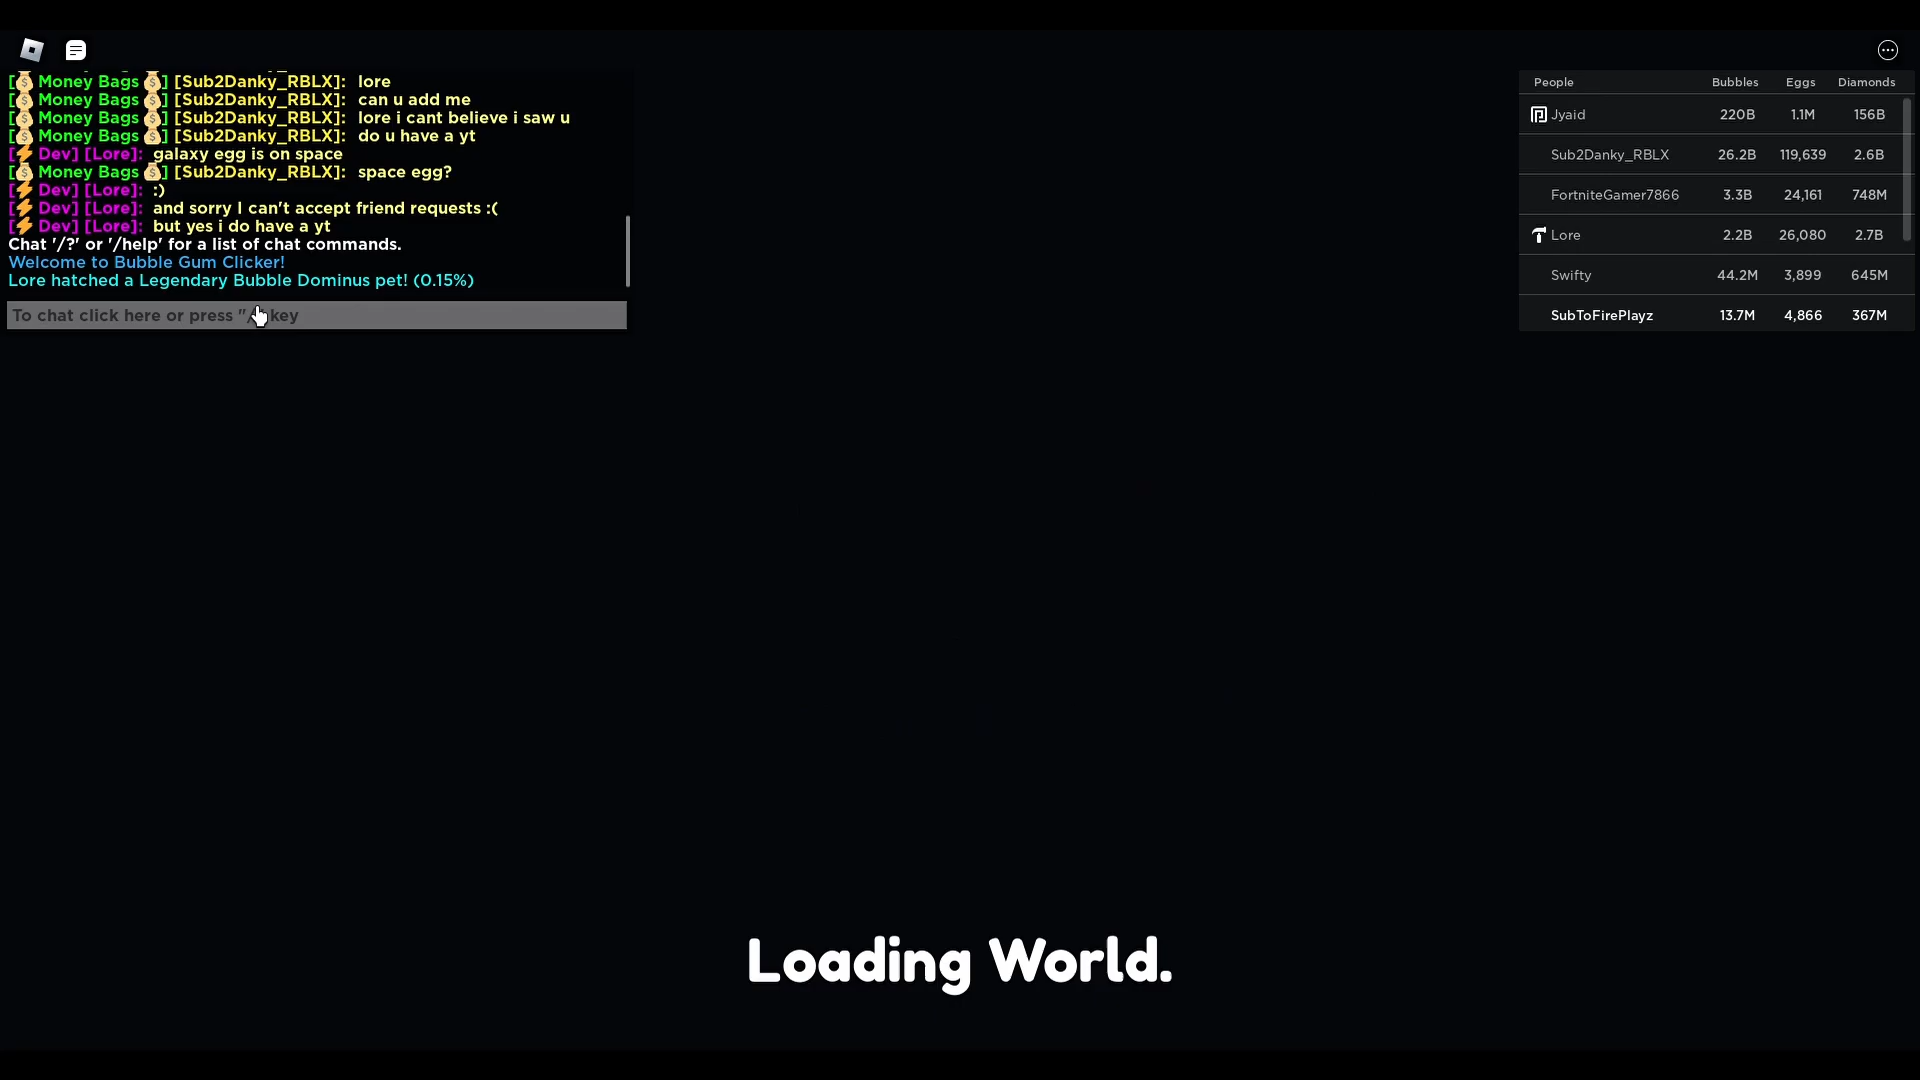 [💰 Money Bags 💰] [Sub2Danky_RBLX]: lore
[💰 Money Bags 💰] [Sub2Danky_RBLX]: can u add me
[💰 Money Bags 💰] [Sub2Danky_RBLX]: lore i cant believe i saw u
[💰 Money Bags 💰] [Sub2Danky_RBLX]: do u have a yt
[⚡ Dev] [Lore]: galaxy egg is on space
[💰 Money Bags 💰] [Sub2Danky_RBLX]: space egg?
[⚡ Dev] [Lore]: :)
[⚡ Dev] [Lore]: and sorry I can't accept friend requests :(
[⚡ Dev] [Lore]: but yes i do have a yt
Chat '/?' or '/help' for a list of chat commands.
Welcome to Bubble Gum Clicker!
Lore hatched a Legendary Bubble Dominus pet! (0.15%)
To chat click here or press "/" key
People Bubbles Eggs Diamonds
Jyaid 220B 1.1M 156B
Sub2Danky_RBLX 26.2B 119,639 2.6B
FortniteGamer7866 3.3B 24,161 748M
Lore 2.2B 26,080 2.7B
Swifty 44.2M 3,899 645M
SubToFirePlayz 13.7M 4,866 367M
Loading World.